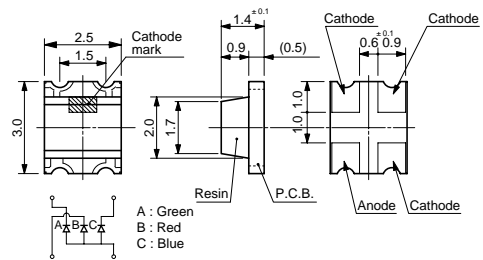 2.5
1.5
Cathode
mark
3.0
1.4 ±0.1
0.9
(0.5)
2.0
1.7
Resin
P.C.B.
Cathode
Cathode
0.6 ±0.1
0.9
1.0
1.0
Anode
Cathode
A
B
C
A : Green
B : Red
C : Blue